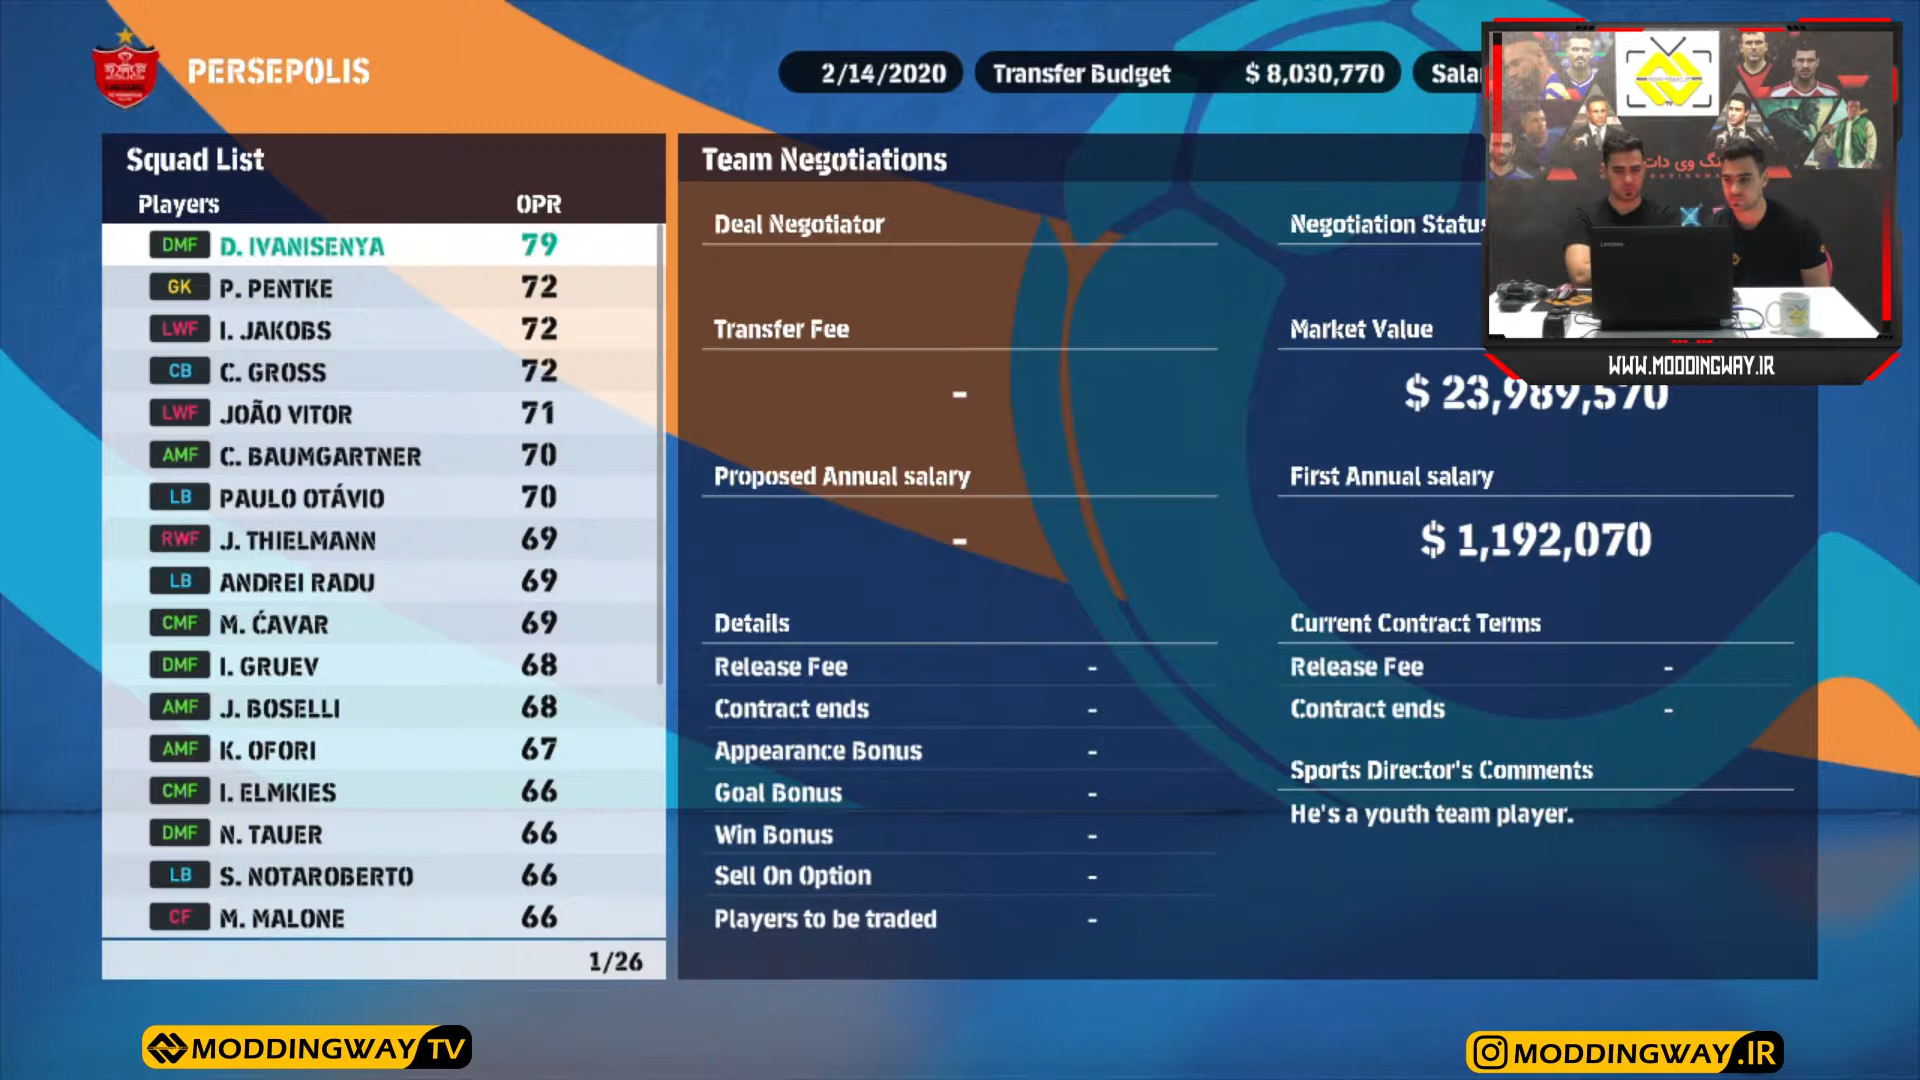 PERSEPOLIS
2/14/2020
Transfer Budget $ 8,030,770
Squad List
Players OPR
DMF D. IVANISENYA 79
GK P. PENTKE 72
LWF I. JAKOBS 72
CB C. GROSS 72
LWF JOÃO VITOR 71
AMF C. BAUMGARTNER 70
LB PAULO OTÁVIO 70
RWF J. THIELMANN 69
LB ANDREI RADU 69
CMF M. ĆAVAR 69
DMF I. GRUEV 68
AMF J. BOSELLI 68
AMF K. OFORI 67
CMF I. ELMKIES 66
DMF N. TAUER 66
LB S. NOTAROBERTO 66
CF M. MALONE 66
1/26
Team Negotiations
Deal Negotiator
Negotiation Status
Transfer Fee
-
Market Value
$ 23,989,570
Proposed Annual salary
-
First Annual salary
$ 1,192,070
Details
Release Fee -
Contract ends -
Appearance Bonus -
Goal Bonus -
Win Bonus -
Sell On Option -
Players to be traded -
Current Contract Terms
Release Fee -
Contract ends -
Sports Director's Comments
He's a youth team player.
WWW.MODDINGWAY.IR
MODDINGWAY TV
MODDINGWAY.IR